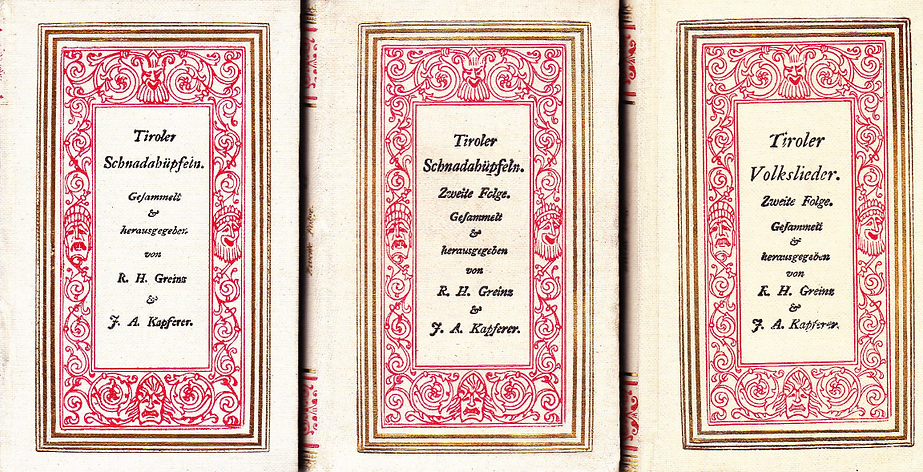 Tiroler
Schnadahüpfeln.
Geſammelt
&
herausgegeben
von
R. H. Greinz
&
J. A. Kapferer.
Tiroler
Schnadahüpfeln.
Zweite Folge.
Geſammelt
&
herausgegeben
von
R. H. Greinz
&
J. A. Kapferer.
Tiroler
Volkslieder.
Zweite Folge.
Geſammelt
&
herausgegeben
von
R. H. Greinz
&
J. A. Kapferer.